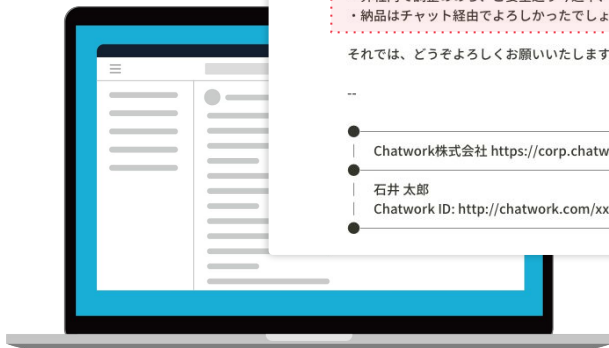 ・納品はチャット経由でよろしかったでしょ
それでは、どうぞよろしくお願いいたします
--
Chatwork株式会社 https://corp.chatw
石井 太郎
Chatwork ID: http://chatwork.com/xx